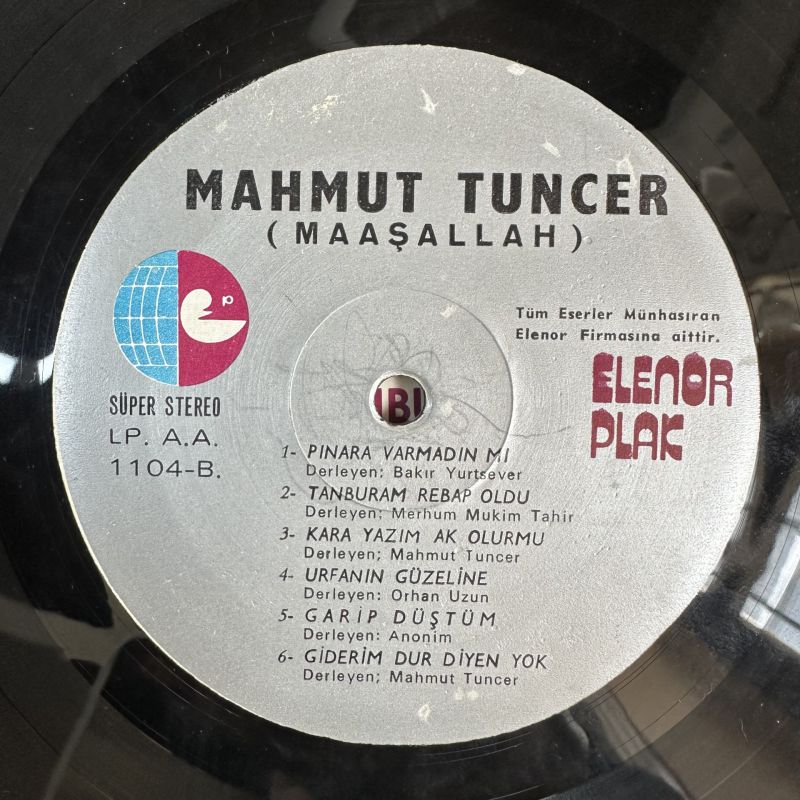 MAHMUT TUNCER
(MAAŞALLAH)
Tüm Eserler Münhasıran
Elenor Firmasına aittir.
ELENOR
PLAK
SÜPER STEREO
LP. A.A.
1104-B.
1- PINARA VARMADIN MI
Derleyen: Bakır Yurtsever
2- TANBURAM REBAP OLDU
Derleyen; Merhum Mukim Tahir
3- KARA YAZIM AK OLURMU
Derleyen; Mahmut Tuncer
4- URFANIN GÜZELİNE
Derleyen: Orhan Uzun
5- GARİP DÜŞTÜM
Derleyen: Anonim
6- GİDERİM DUR DİYEN YOK
Derleyen; Mahmut Tuncer